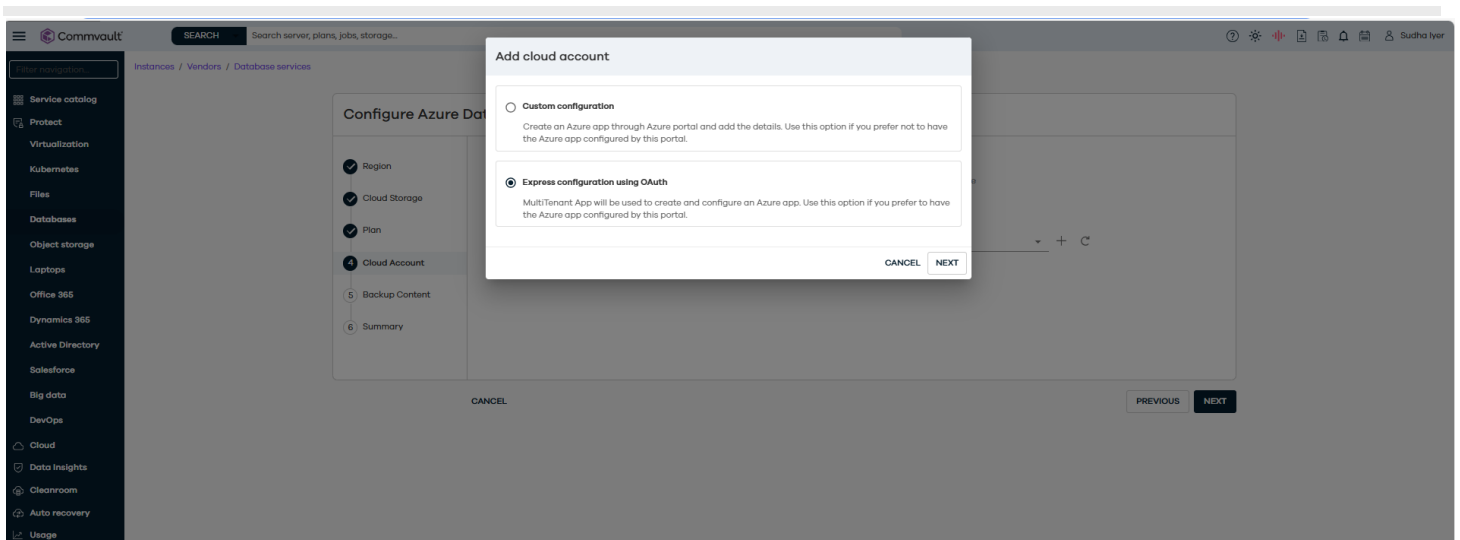 Commvault
SEARCH
Search server, plans, jobs, storage...
Sudha Iyer
Filter navigation...
Instances / Vendors / Database services
Service catalog
Protect
Virtualization
Kubernetes
Files
Databases
Object storage
Laptops
Office 365
Dynamics 365
Active Directory
Salesforce
Big data
DevOps
Cloud
Data Insights
Cleanroom
Auto recovery
Usage
Configure Azure Dat
Region
Cloud Storage
Plan
4 Cloud Account
5 Backup Content
6 Summary
Add cloud account
Custom configuration
Create an Azure app through Azure portal and add the details. Use this option if you prefer not to have
the Azure app configured by this portal.
Express configuration using OAuth
MultiTenant App will be used to create and configure an Azure app. Use this option if you prefer to have
the Azure app configured by this portal.
CANCEL NEXT
CANCEL
PREVIOUS NEXT